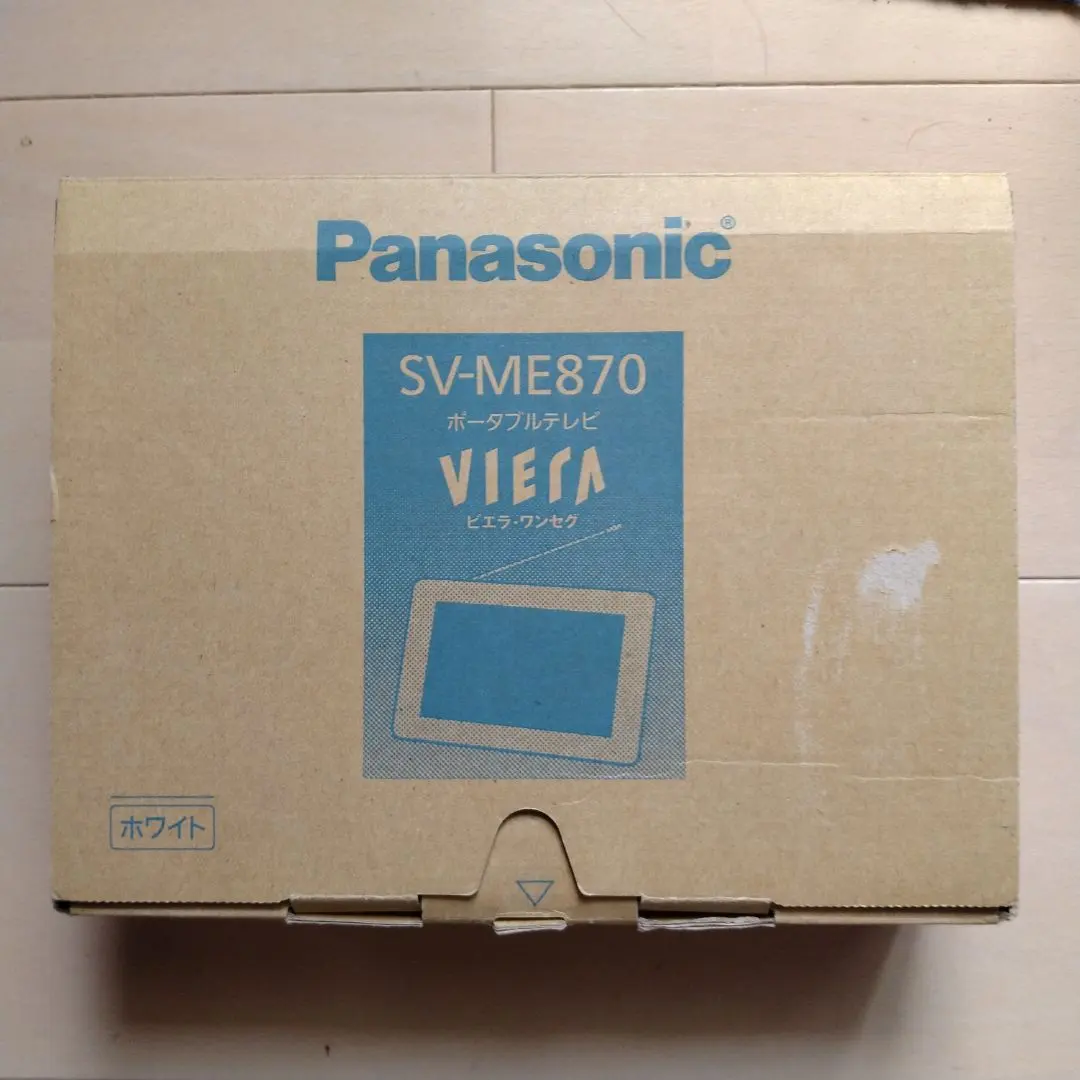 Panasonic®
SV-ME870
ポータブルテレビ
VIErA
ビエラ・ワンセグ
ホワイト